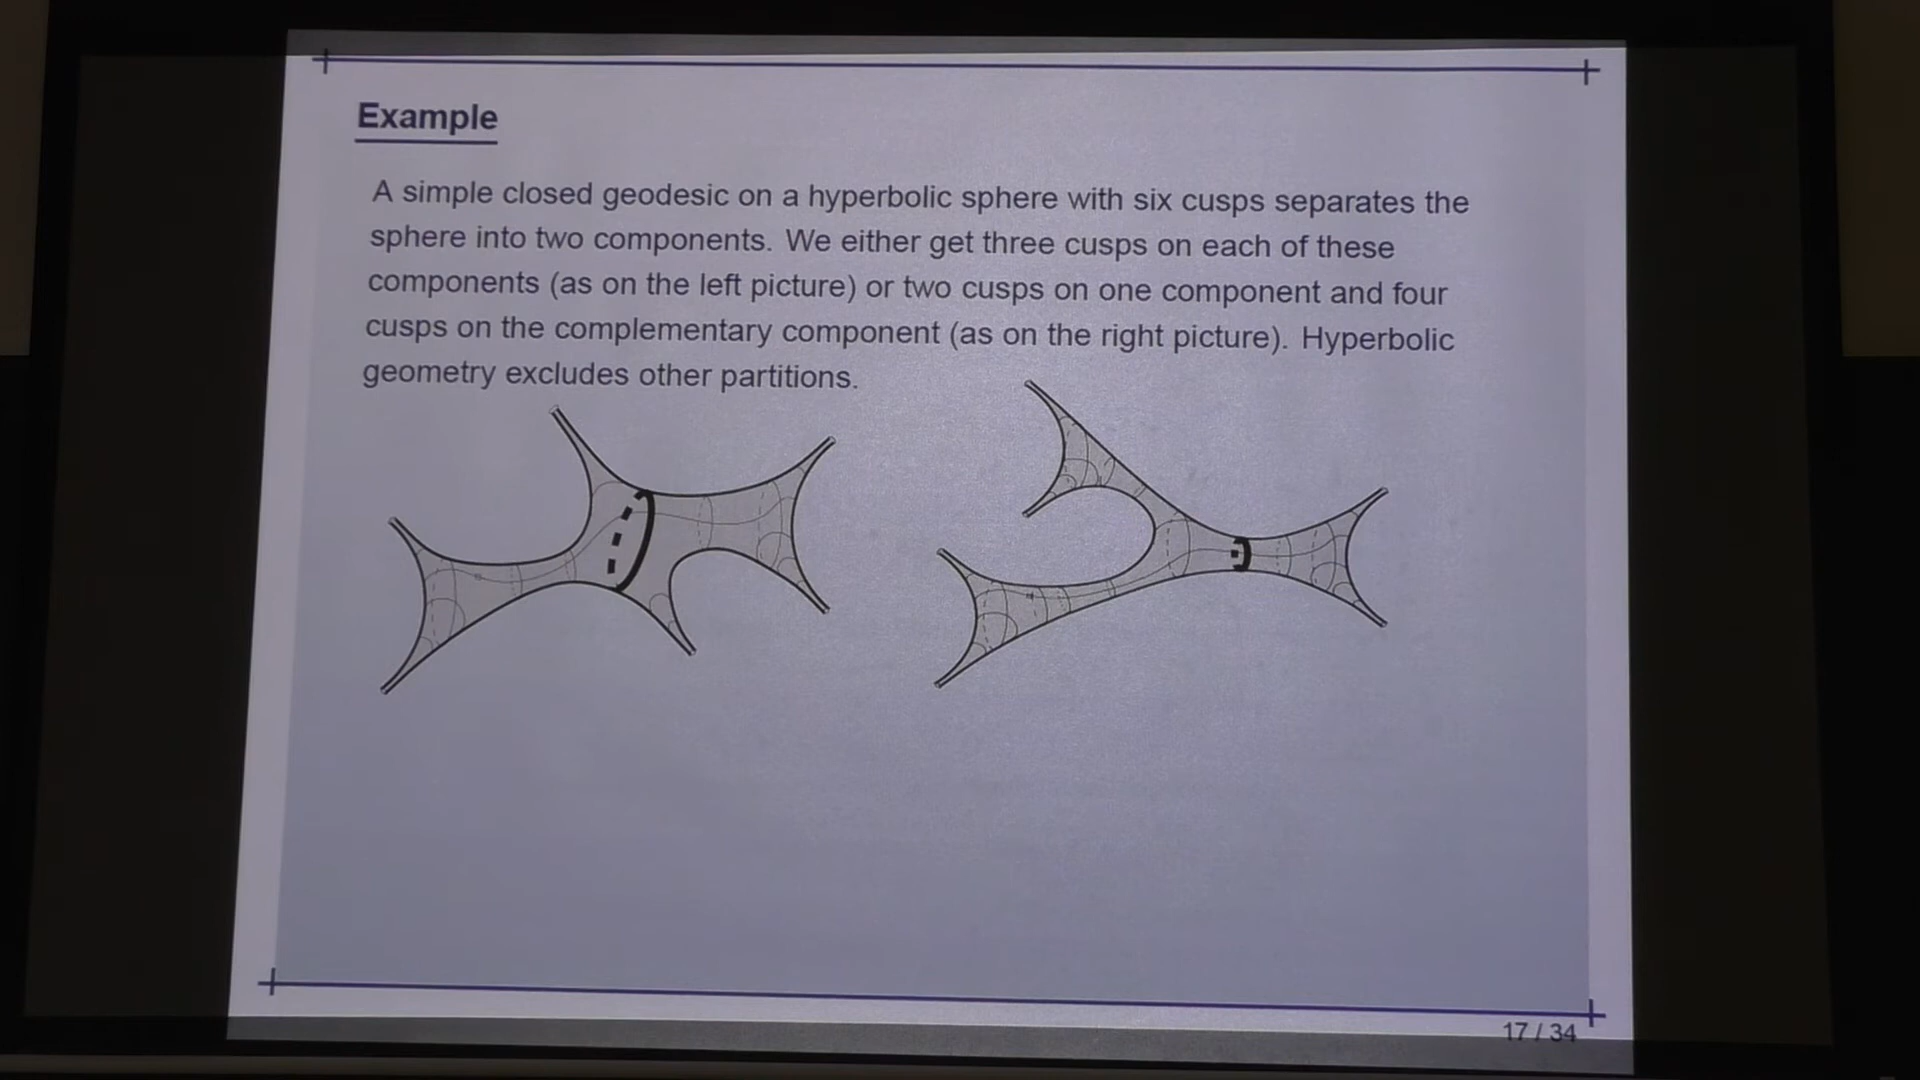 Example
A simple closed geodesic on a hyperbolic sphere with six cusps separates the
sphere into two components. We either get three cusps on each of these
components (as on the left picture) or two cusps on one component and four
cusps on the complementary component (as on the right picture). Hyperbolic
geometry excludes other partitions.
17 / 34